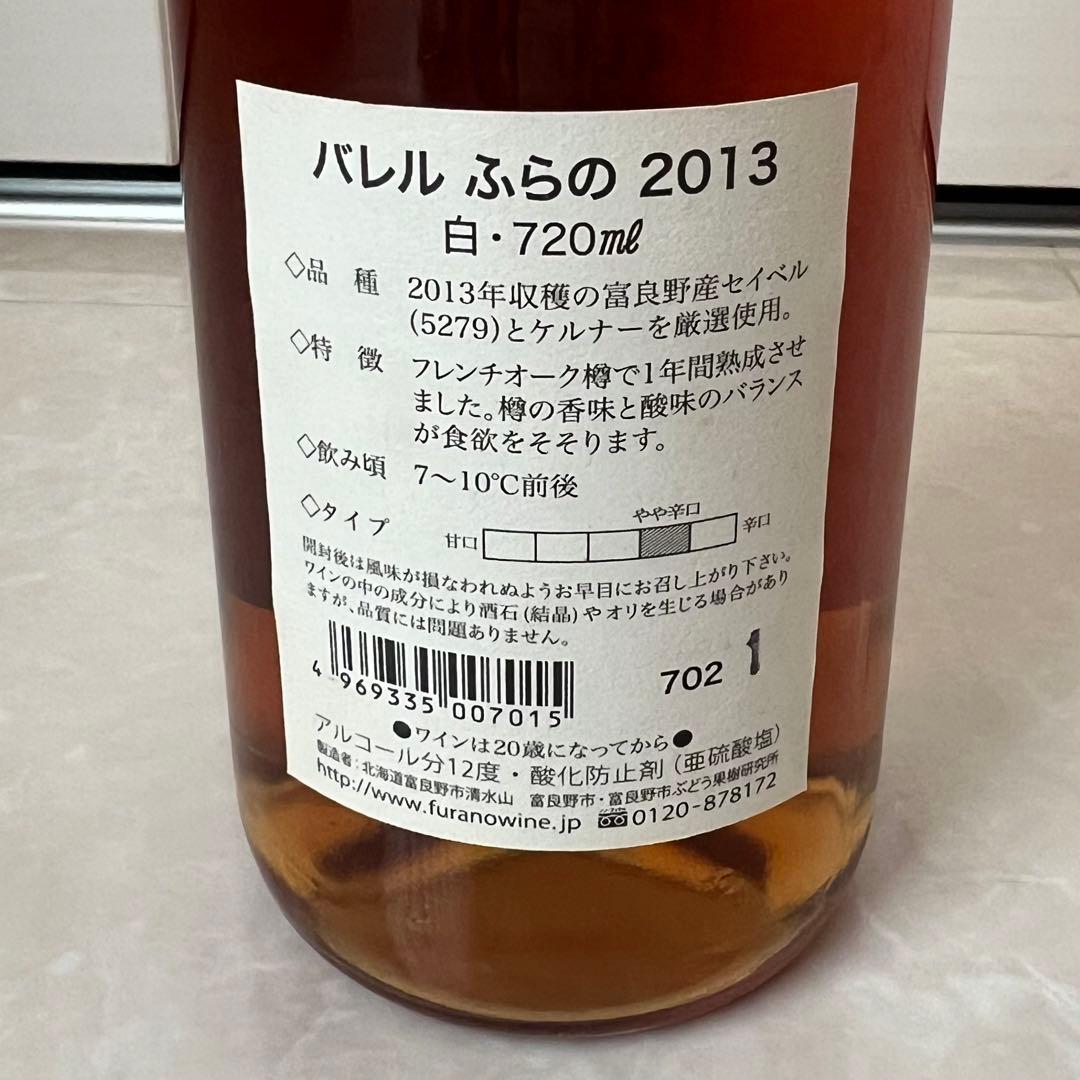 バレル ふらの 2013
白・720㎖
◇品種 2013年収穫の富良野産セイベル
(5279)とケルナーを厳選使用。
◇特徴 フレンチオーク樽で1年間熟成させ
ました。樽の香味と酸味のバランス
が食欲をそそります。
◇飲み頃 7〜10℃前後
◇タイプ 甘口 やや辛口 辛口
開封後は風味が損なわれぬようお早目にお召し上がり下さい。
ワインの中の成分により酒石(結晶)やオリを生じる場合があり
ますが、品質には問題ありません。
4 969335 007015
702 1
●ワインは20歳になってから●
アルコール分12度・酸化防止剤(亜硫酸塩)
製造者:北海道富良野市清水山 富良野市・富良野市ぶどう果樹研究所
http://www.furanowine.jp 0120-878172